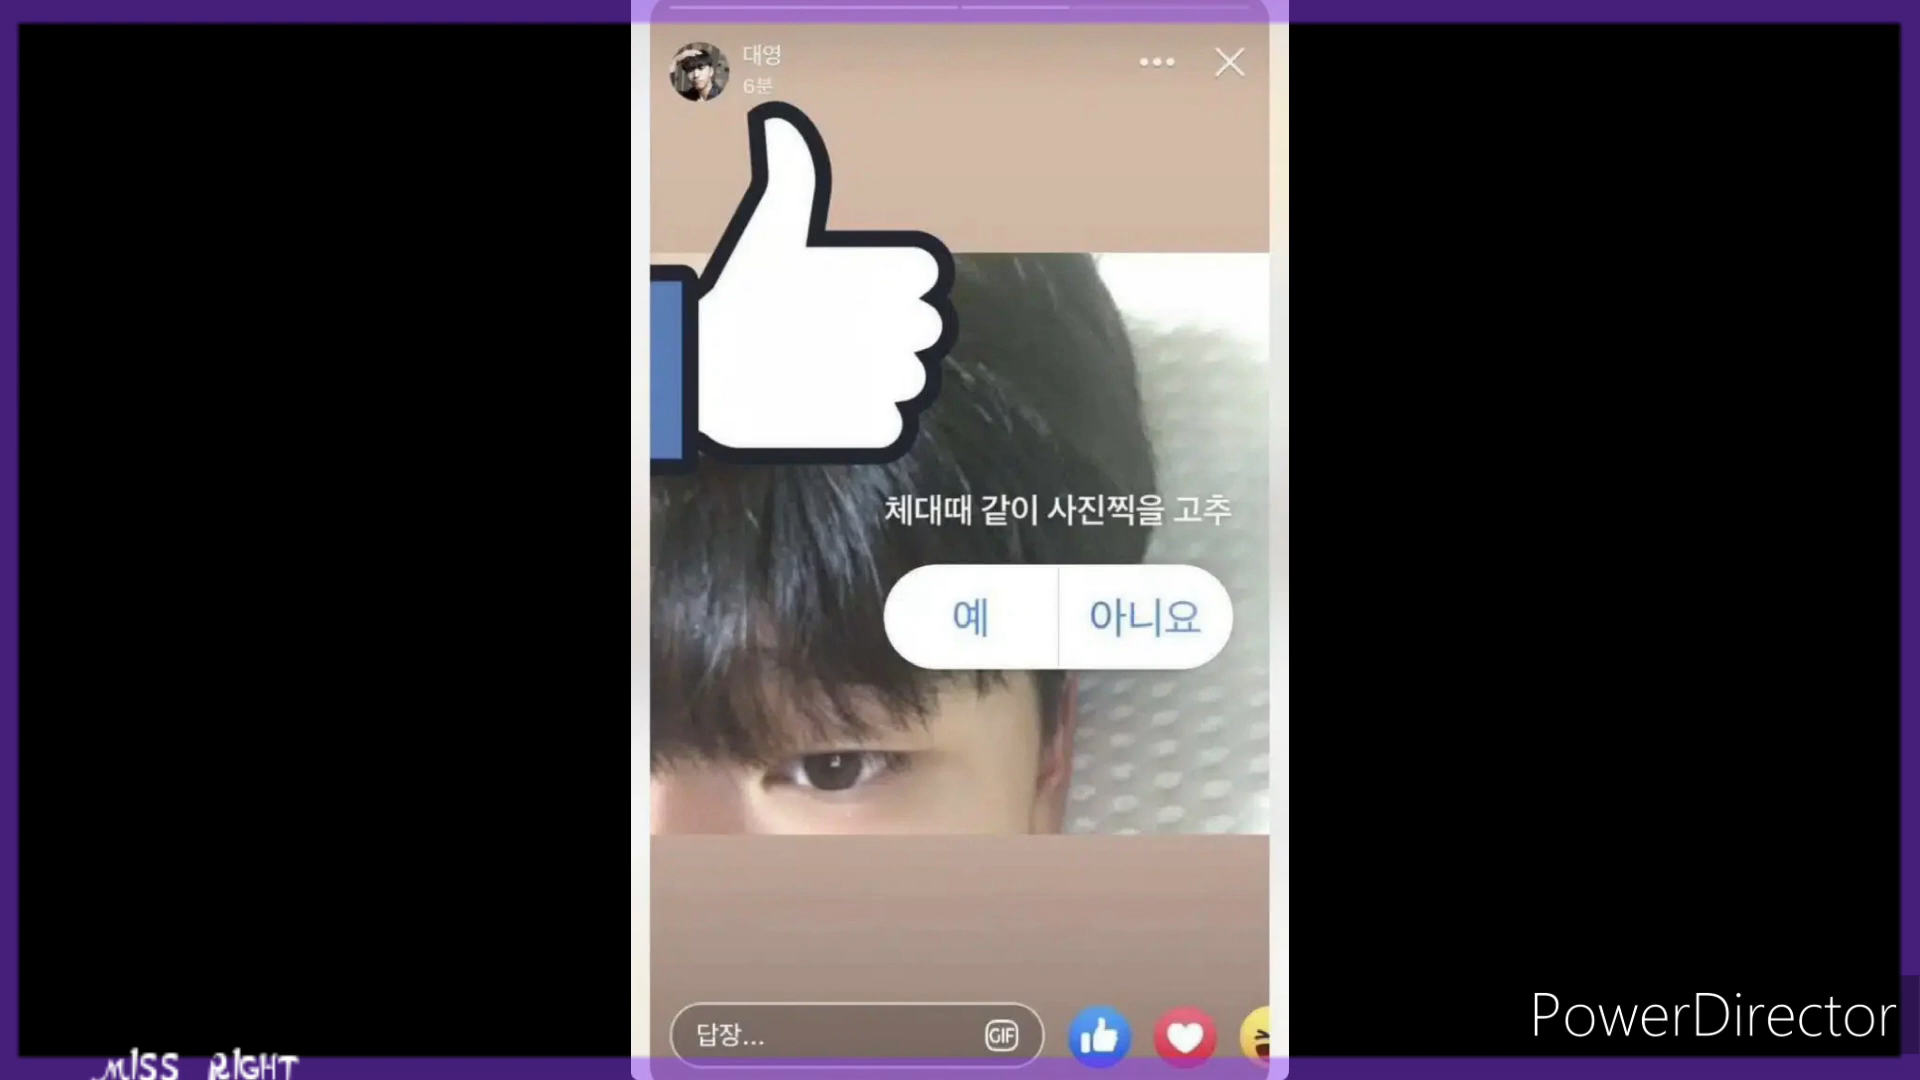 대영
6분
체대때 같이 사진찍을 고추
예
아니요
답장...
GIF
PowerDirector
MISS RIGHT